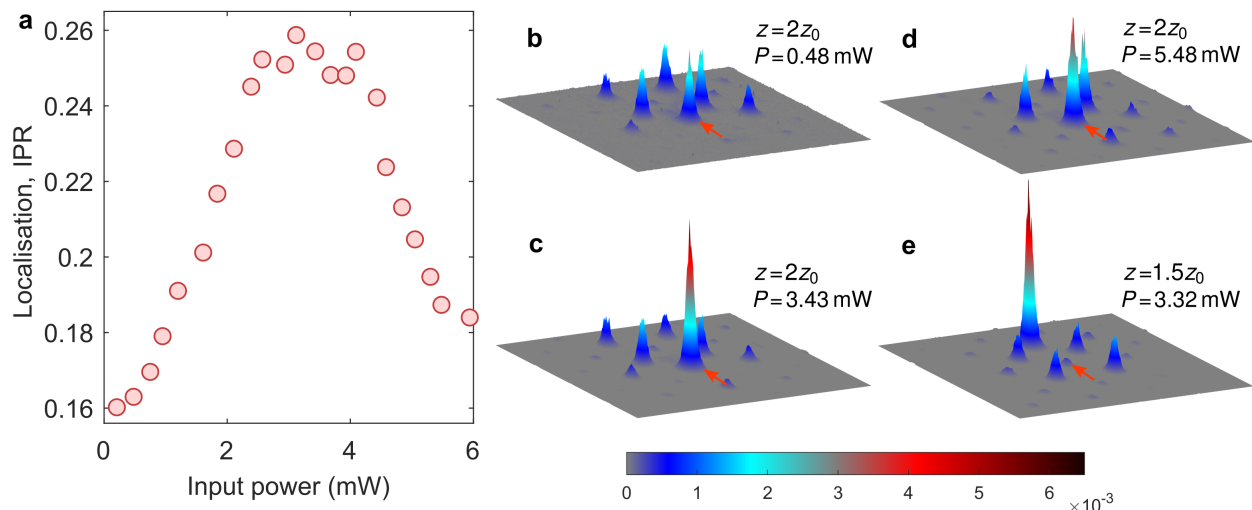 a
0.26
0.24
0.22
0.2
0.18
0.16
Localisation, IPR
0 2 4 6
Input power (mW)
b
z=2z₀
P=0.48 mW
d
z=2z₀
P=5.48 mW
c
z=2z₀
P=3.43 mW
e
z=1.5z₀
P=3.32 mW
0 1 2 3 4 5 6
×10⁻³